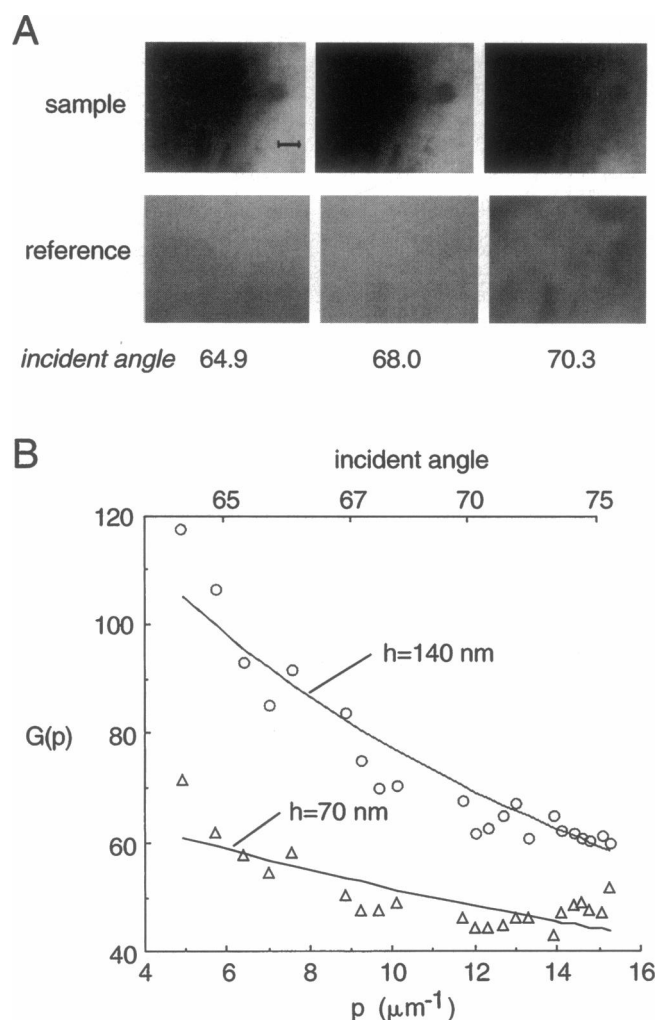 A
sample
reference
incident angle 64.9 68.0 70.3
B
incident angle
65 67 70 75
120
100
80
60
40
G(p)
h=140 nm
h=70 nm
4 6 8 10 12 14 16
p (μm⁻¹)